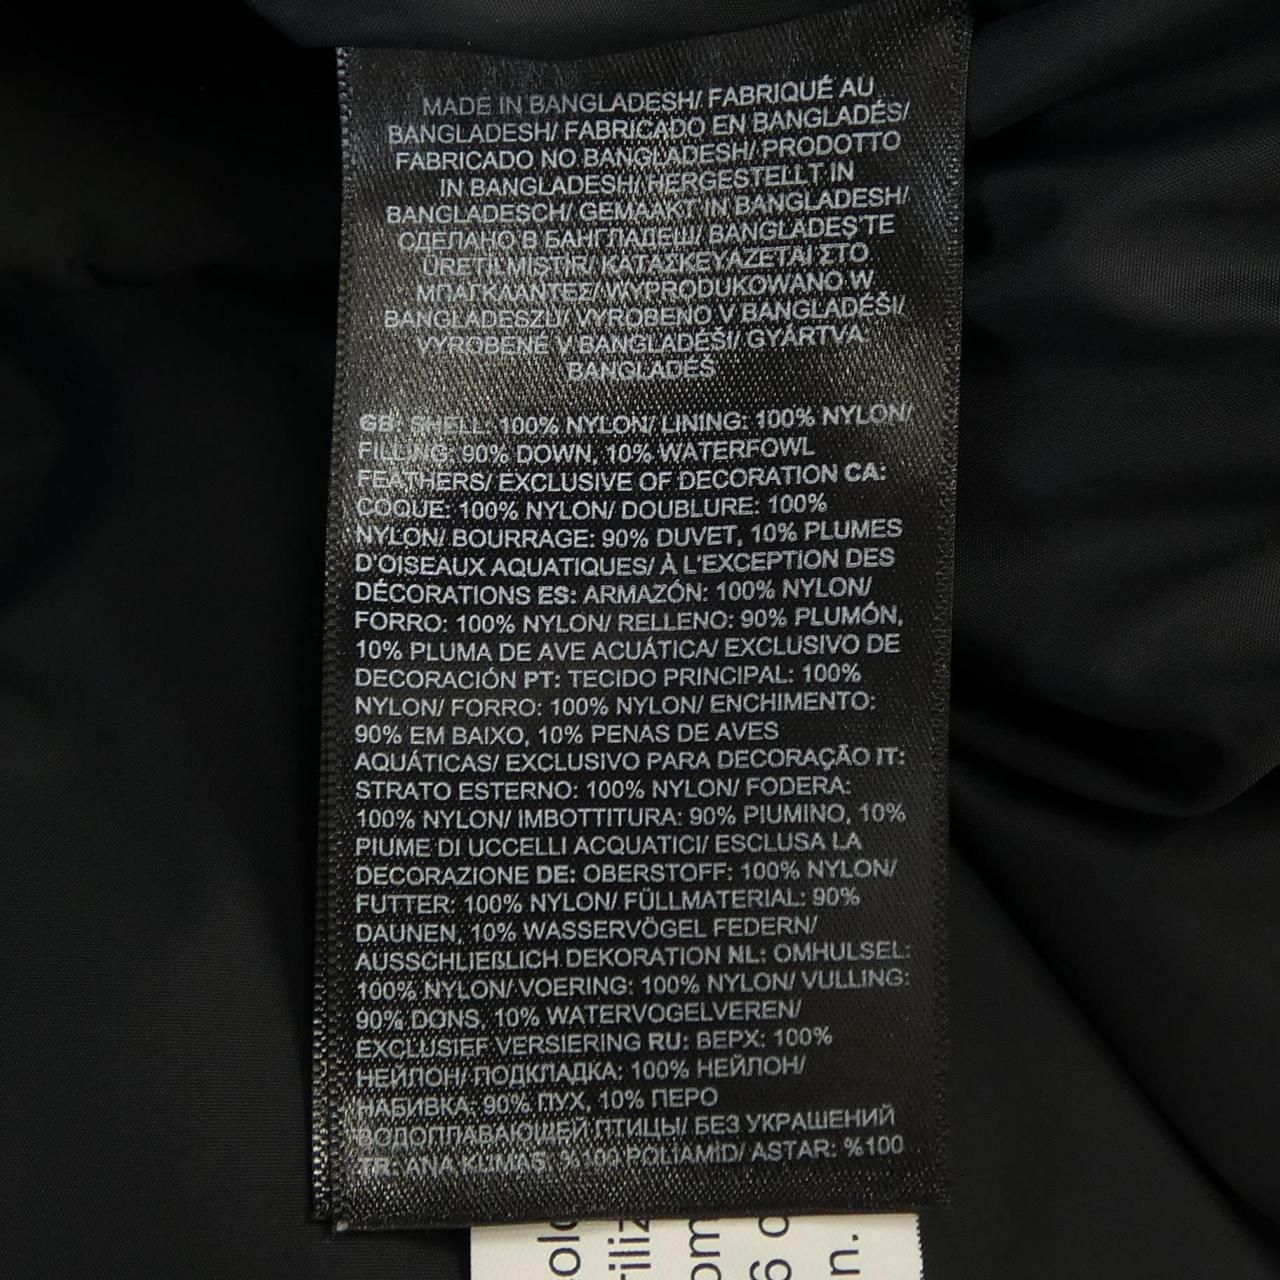 MADE IN BANGLADESH/ FABRIQUÉ AU
BANGLADESH/ FABRICADO EN BANGLADÉS/
FABRICADO NO BANGLADESH/ PRODOTTO
IN BANGLADESH/ HERGESTELLT IN
BANGLADESCH/ GEMAAKT IN BANGLADESH/
СДЕЛАНО В БАНГЛАДЕШ/ BANGLADEŞ'TE
ÜRETİLMİŞTİR/ ΚΑΤΑΣΚΕΥΑΖΕΤΑΙ ΣΤΟ
ΜΠΑΓΚΛΑΝΤΕΣ/ WYPRODUKOWANO W
BANGLADESZU/ VYROBENO V BANGLADÉŠI/
VYROBENÉ V BANGLADÉŠI/ GYÁRTVA
BANGLADEŠ
GB: SHELL: 100% NYLON/ LINING: 100% NYLON/
FILLING: 90% DOWN, 10% WATERFOWL
FEATHERS/ EXCLUSIVE OF DECORATION CA:
COQUE: 100% NYLON/ DOUBLURE: 100%
NYLON/ BOURRAGE: 90% DUVET, 10% PLUMES
D'OISEAUX AQUATIQUES/ À L'EXCEPTION DES
DÉCORATIONS ES: ARMAZÓN: 100% NYLON/
FORRO: 100% NYLON/ RELLENO: 90% PLUMÓN,
10% PLUMA DE AVE ACUÁTICA/ EXCLUSIVO DE
DECORACIÓN PT: TECIDO PRINCIPAL: 100%
NYLON/ FORRO: 100% NYLON/ ENCHIMENTO:
90% EM BAIXO, 10% PENAS DE AVES
AQUÁTICAS/ EXCLUSIVO PARA DECORAÇÃO IT:
STRATO ESTERNO: 100% NYLON/ FODERA:
100% NYLON/ IMBOTTITURA: 90% PIUMINO, 10%
PIUME DI UCCELLI ACQUATICI/ ESCLUSA LA
DECORAZIONE DE: OBERSTOFF: 100% NYLON/
FUTTER: 100% NYLON/ FÜLLMATERIAL: 90%
DAUNEN, 10% WASSERVÖGEL FEDERN/
AUSSCHLIEßLICH DEKORATION NL: OMHULSEL:
100% NYLON/ VOERING: 100% NYLON/ VULLING:
90% DONS, 10% WATERVOGELVEREN/
EXCLUSIEF VERSIERING RU: ВЕРХ: 100%
НЕЙЛОН/ ПОДКЛАДКА: 100% НЕЙЛОН/
НАБИВКА: 90% ПУХ, 10% ПЕРО
ВОДОПЛАВАЮЩЕЙ ПТИЦЫ/ БЕЗ УКРАШЕНИЙ
TR: ANA KUMAŞ: %100 POLİAMİD/ ASTAR: %100